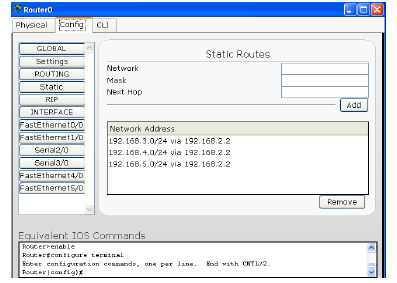 Router0
Physical Config CLI
GLOBAL
Settings
ROUTING
Static
RIP
INTERFACE
FastEthernet0/0
FastEthernet1/0
Serial2/0
Serial3/0
FastEthernet4/0
FastEthernet5/0
Static Routes
Network
Mask
Next Hop
Add
Network Address
192.168.3.0/24 via 192.168.2.2
192.168.4.0/24 via 192.168.2.2
192.168.5.0/24 via 192.168.2.2
Remove
Equivalent IOS Commands
Router>enable
Router#configure terminal
Enter configuration commands, one per line. End with CNTL/Z.
Router(config)#